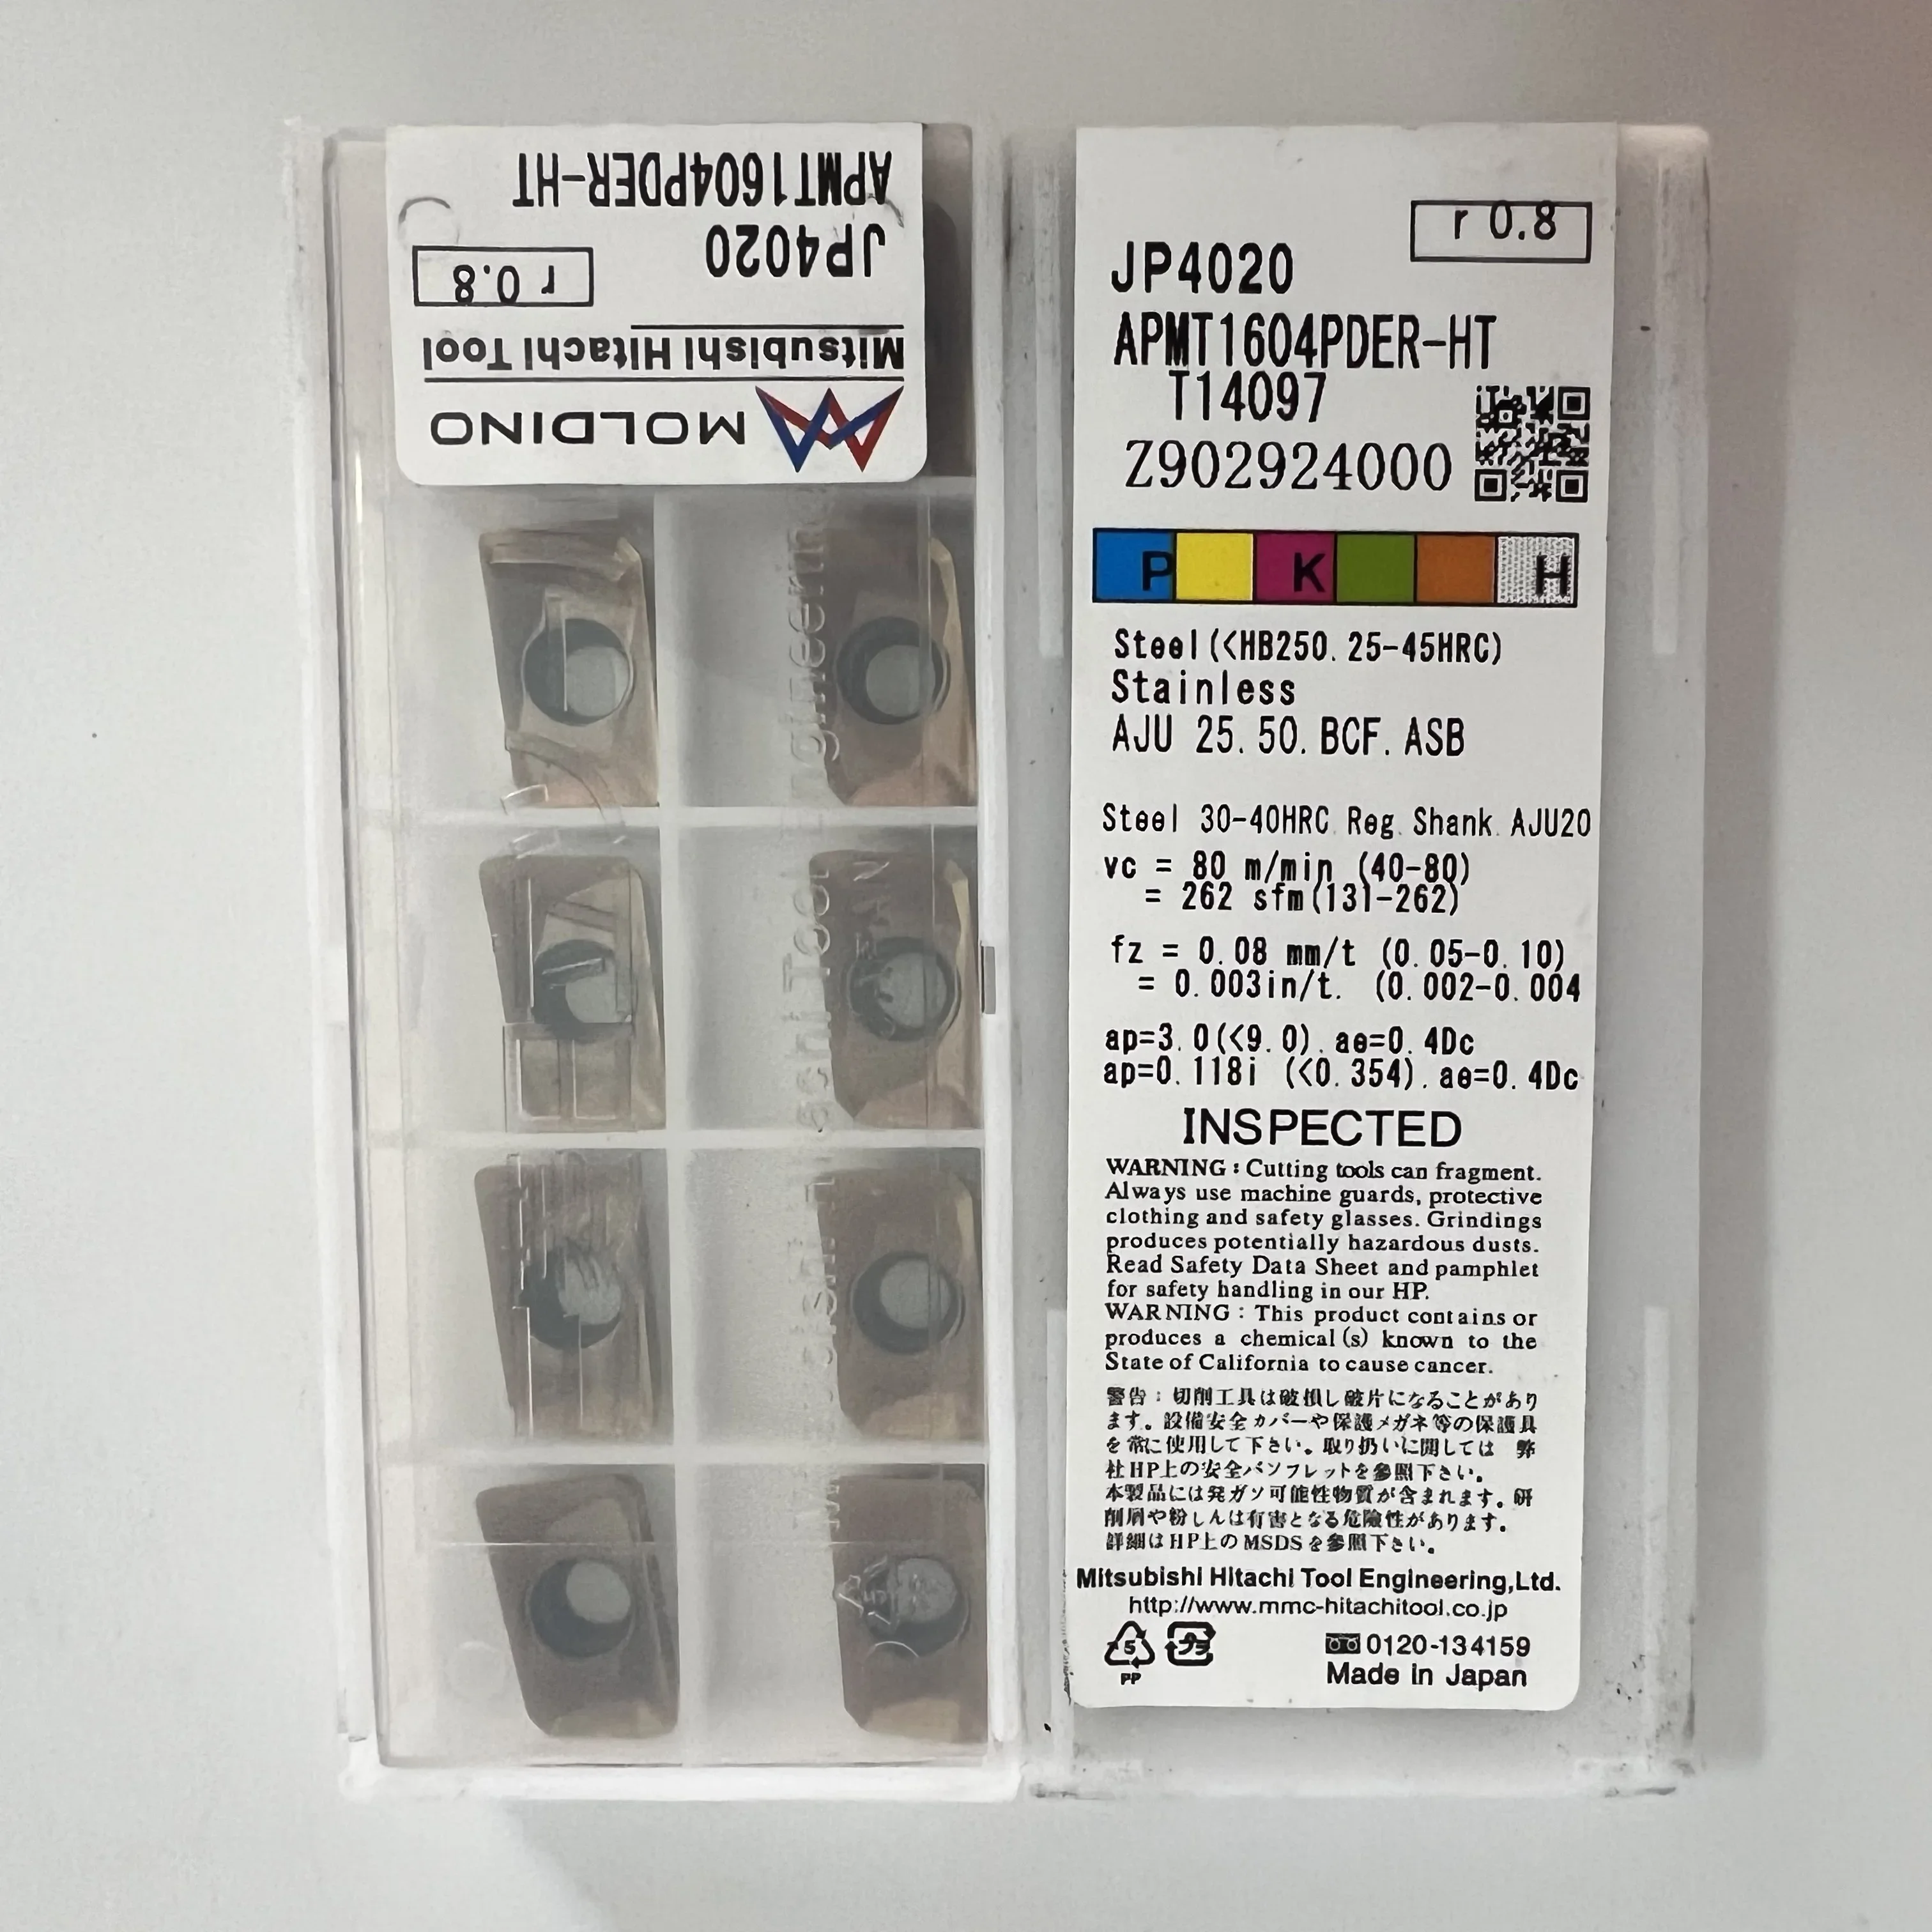 APMT1604PDER-HT
JP4020
r 0.8
Mitsubishi Hitachi Tool
MOLDINO
r 0.8
JP4020
APMT1604PDER-HT
T14097
Z902924000
P K H
Steel(<HB250. 25-45HRC)
Stainless
AJU 25. 50. BCF. ASB
Steel 30-40HRC Reg. Shank. AJU20
vc = 80 m/min (40-80)
= 262 sfm(131-262)
fz = 0.08 mm/t (0.05-0.10)
= 0.003in/t. (0.002-0.004
ap=3.0(<9.0). ae=0.4Dc
ap=0.118i (<0.354). ae=0.4Dc
INSPECTED
WARNING : Cutting tools can fragment.
Always use machine guards, protective
clothing and safety glasses. Grindings
produces potentially hazardous dusts.
Read Safety Data Sheet and pamphlet
for safety handling in our HP.
WARNING : This product contains or
produces a chemical(s) known to the
State of California to cause cancer.
警告：切削工具は破損し破片になることがあり
ます。設備安全カバーや保護メガネ等の保護具
を常に使用して下さい。取り扱いに関しては 弊
社HP上の安全パンフレットを参照下さい。
本製品には発ガン可能性物質が含まれます。研
削屑や粉じんは有害となる危険性があります。
詳細はHP上のMSDSを参照下さい。
Mitsubishi Hitachi Tool Engineering,Ltd.
http://www.mmc-hitachitool.co.jp
5 プラ 0120-134159
PP Made in Japan